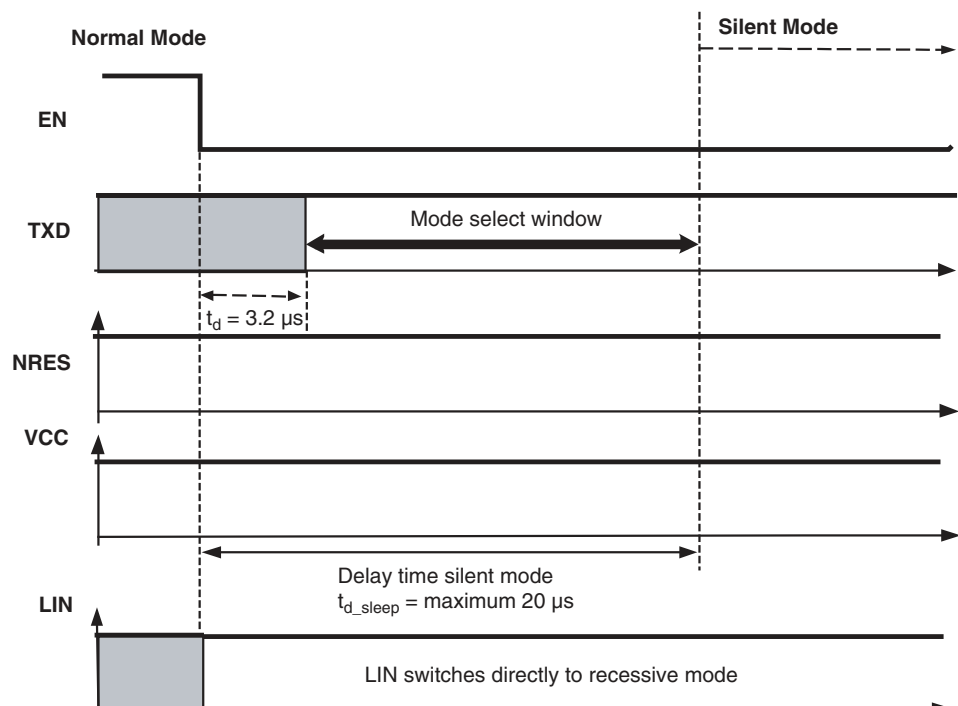 Normal Mode
Silent Mode
EN
TXD
Mode select window
t_d = 3.2 µs
NRES
VCC
Delay time silent mode
t_d_sleep = maximum 20 µs
LIN
LIN switches directly to recessive mode